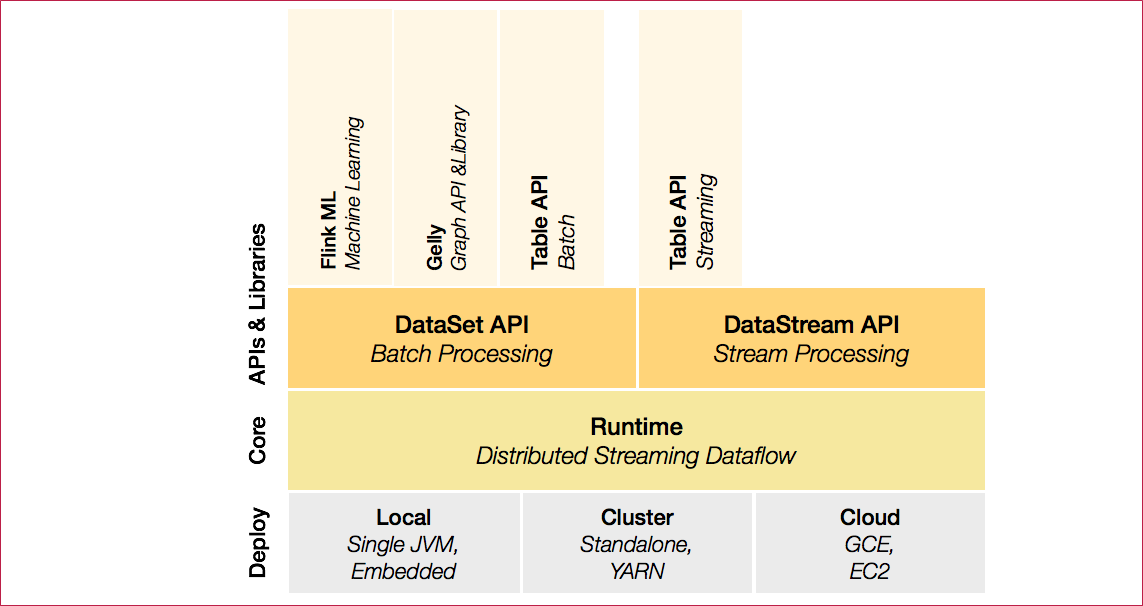 Flink ML
Machine Learning
Gelly
Graph API &Library
Table API
Batch
Table API
Streaming
APIs & Libraries
DataSet API
Batch Processing
DataStream API
Stream Processing
Core
Runtime
Distributed Streaming Dataflow
Deploy
Local
Single JVM,
Embedded
Cluster
Standalone,
YARN
Cloud
GCE,
EC2